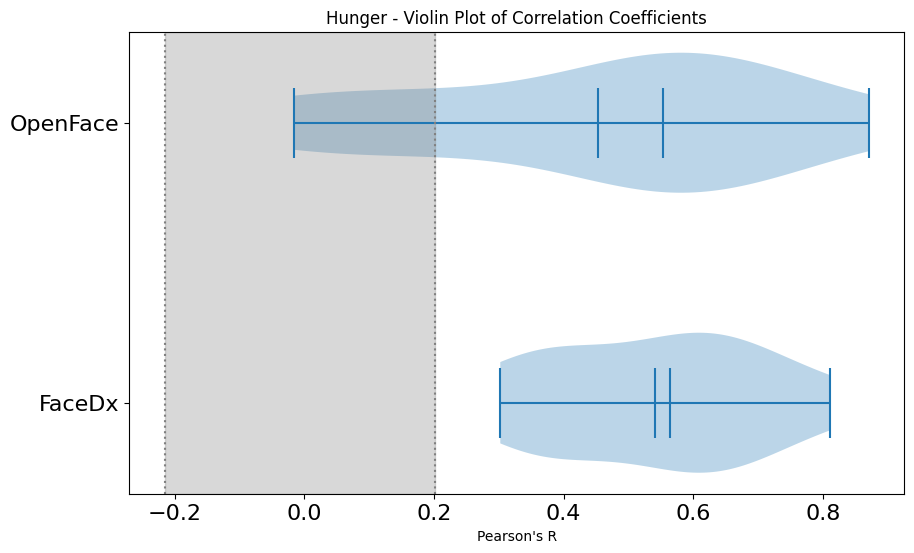 Hunger - Violin Plot of Correlation Coefficients
OpenFace
FaceDx
−0.2 0.0 0.2 0.4 0.6 0.8
Pearson's R